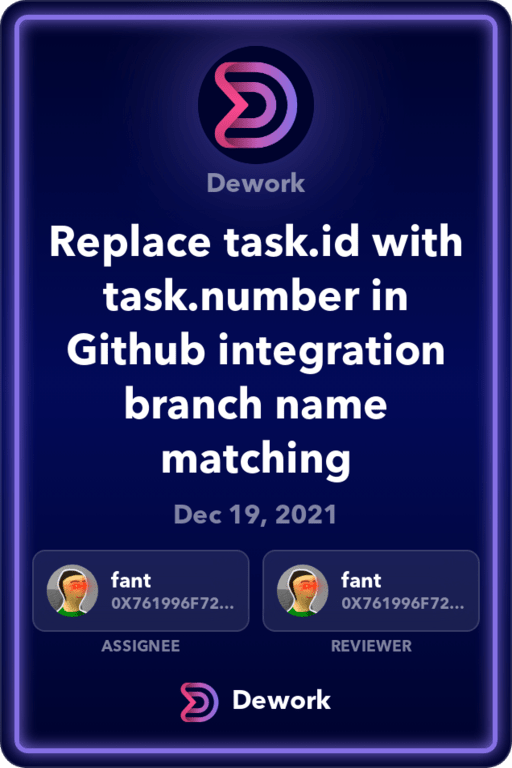 Dework
Replace task.id with
task.number in
Github integration
branch name
matching
Dec 19, 2021
fant
0X761996F72...
ASSIGNEE
fant
0X761996F72...
REVIEWER
Dework